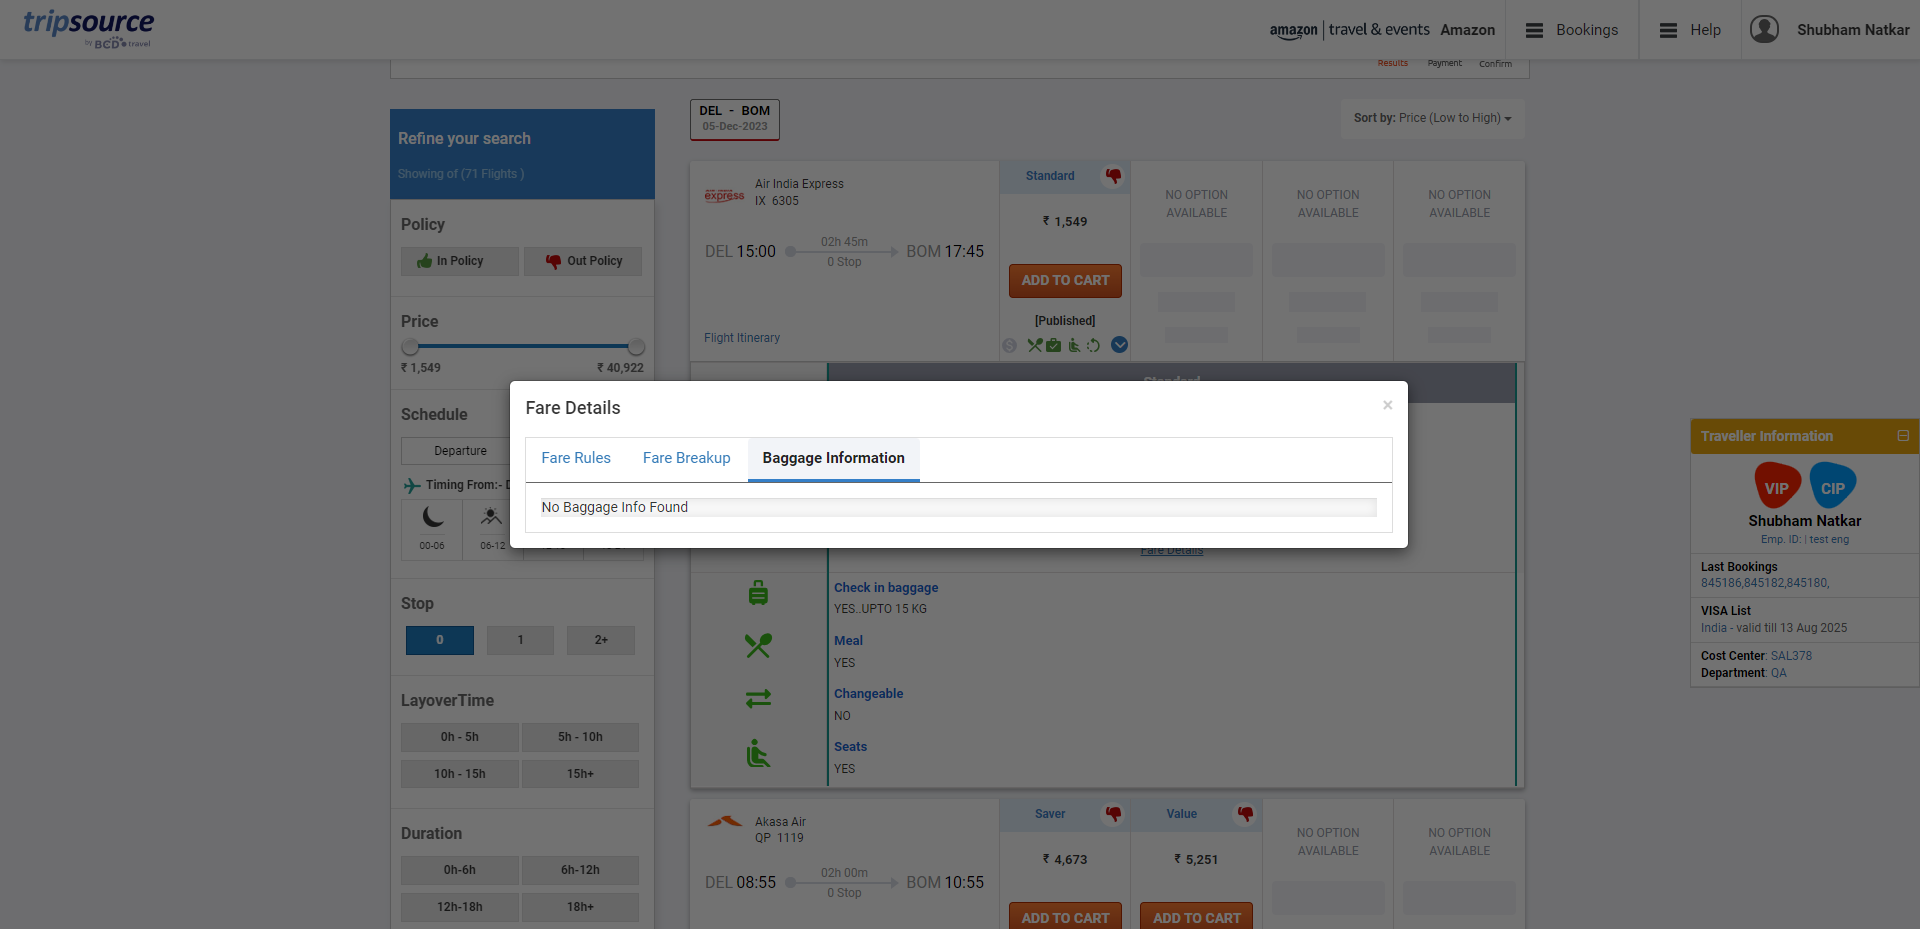 tripsource
by BCD travel
amazon | travel & events Amazon
Bookings
Help
Shubham Natkar
Results
Payment
Confirm
Refine your search
Showing of (71 Flights )
Policy
In Policy
Out Policy
Price
₹ 1,549
₹ 40,922
Schedule
Departure
Timing From:- D
00-06
06-12
Stop
0
1
2+
LayoverTime
0h - 5h
5h - 10h
10h - 15h
15h+
Duration
0h-6h
6h-12h
12h-18h
18h+
DEL - BOM
05-Dec-2023
Sort by: Price (Low to High)
express
Air India Express
IX 6305
DEL 15:00
02h 45m
0 Stop
BOM 17:45
Flight Itinerary
Standard
₹ 1,549
ADD TO CART
[Published]
NO OPTION
AVAILABLE
NO OPTION
AVAILABLE
NO OPTION
AVAILABLE
Standard
Fare Details
×
Fare Rules
Fare Breakup
Baggage Information
No Baggage Info Found
Fare Details
Check in baggage
YES..UPTO 15 KG
Meal
YES
Changeable
NO
Seats
YES
Akasa Air
QP 1119
DEL 08:55
02h 00m
0 Stop
BOM 10:55
Saver
₹ 4,673
ADD TO CART
Value
₹ 5,251
ADD TO CART
NO OPTION
AVAILABLE
NO OPTION
AVAILABLE
Traveller Information
VIP
CIP
Shubham Natkar
Emp. ID: | test eng
Last Bookings
845186,845182,845180,
VISA List
India - valid till 13 Aug 2025
Cost Center: SAL378
Department: QA